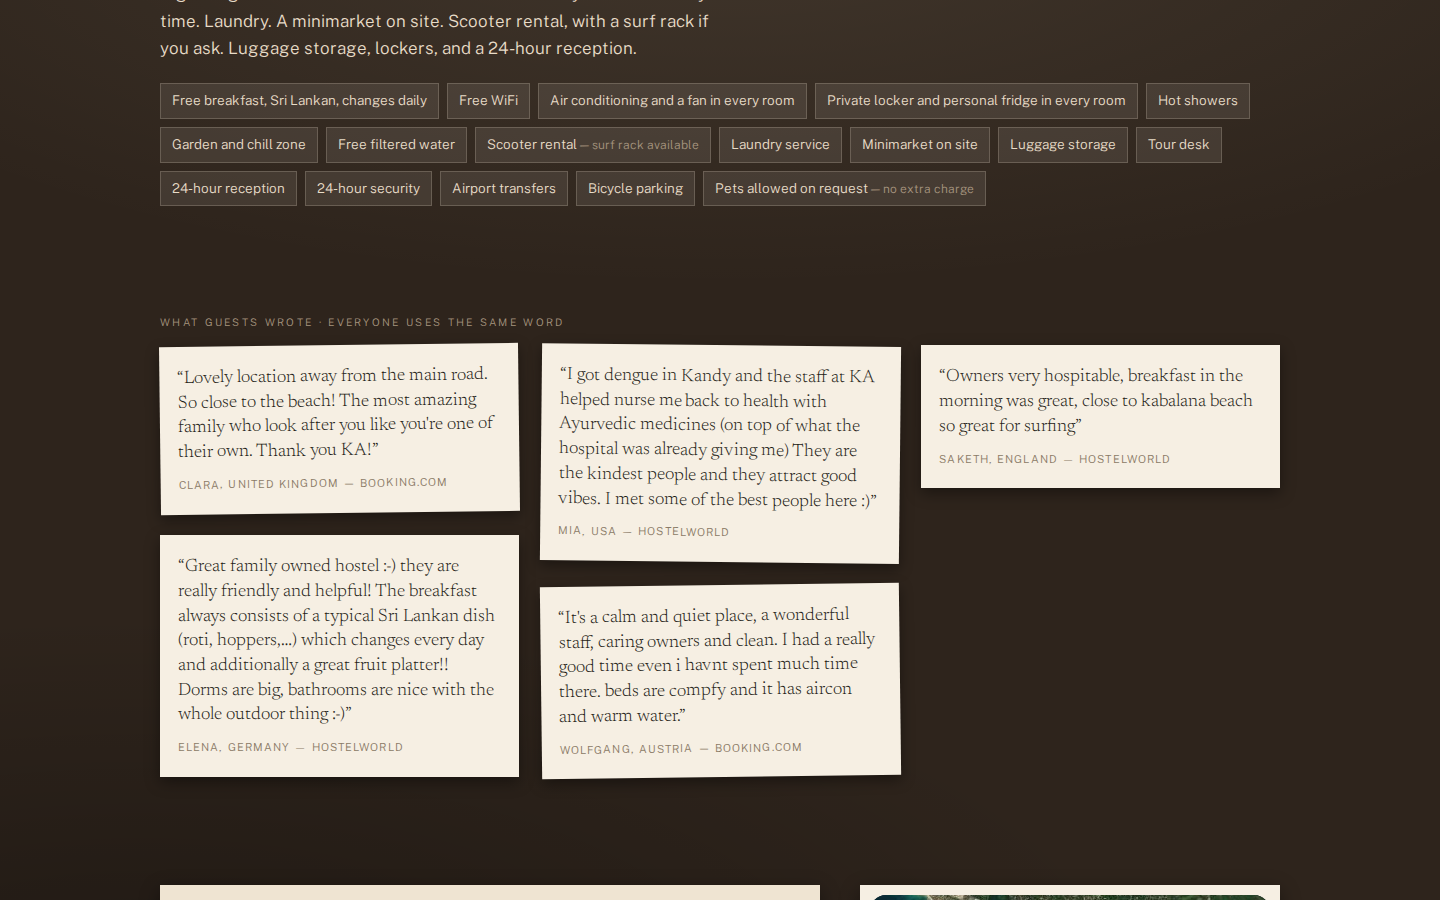 time. Laundry. A minimarket on site. Scooter rental, with a surf rack if
you ask. Luggage storage, lockers, and a 24-hour reception.
Free breakfast, Sri Lankan, changes daily
Free WiFi
Air conditioning and a fan in every room
Private locker and personal fridge in every room
Hot showers
Garden and chill zone
Free filtered water
Scooter rental — surf rack available
Laundry service
Minimarket on site
Luggage storage
Tour desk
24-hour reception
24-hour security
Airport transfers
Bicycle parking
Pets allowed on request — no extra charge
WHAT GUESTS WROTE · EVERYONE USES THE SAME WORD
“Lovely location away from the main road.
So close to the beach! The most amazing
family who look after you like you're one of
their own. Thank you KA!”
CLARA, UNITED KINGDOM — BOOKING.COM
“Great family owned hostel :-) they are
really friendly and helpful! The breakfast
always consists of a typical Sri Lankan dish
(roti, hoppers,...) which changes every day
and additionally a great fruit platter!!
Dorms are big, bathrooms are nice with the
whole outdoor thing :-)”
ELENA, GERMANY — HOSTELWORLD
“I got dengue in Kandy and the staff at KA
helped nurse me back to health with
Ayurvedic medicines (on top of what the
hospital was already giving me) They are
the kindest people and they attract good
vibes. I met some of the best people here :)”
MIA, USA — HOSTELWORLD
“It's a calm and quiet place, a wonderful
staff, caring owners and clean. I had a really
good time even i havnt spent much time
there. beds are compfy and it has aircon
and warm water.”
WOLFGANG, AUSTRIA — BOOKING.COM
“Owners very hospitable, breakfast in the
morning was great, close to kabalana beach
so great for surfing”
SAKETH, ENGLAND — HOSTELWORLD